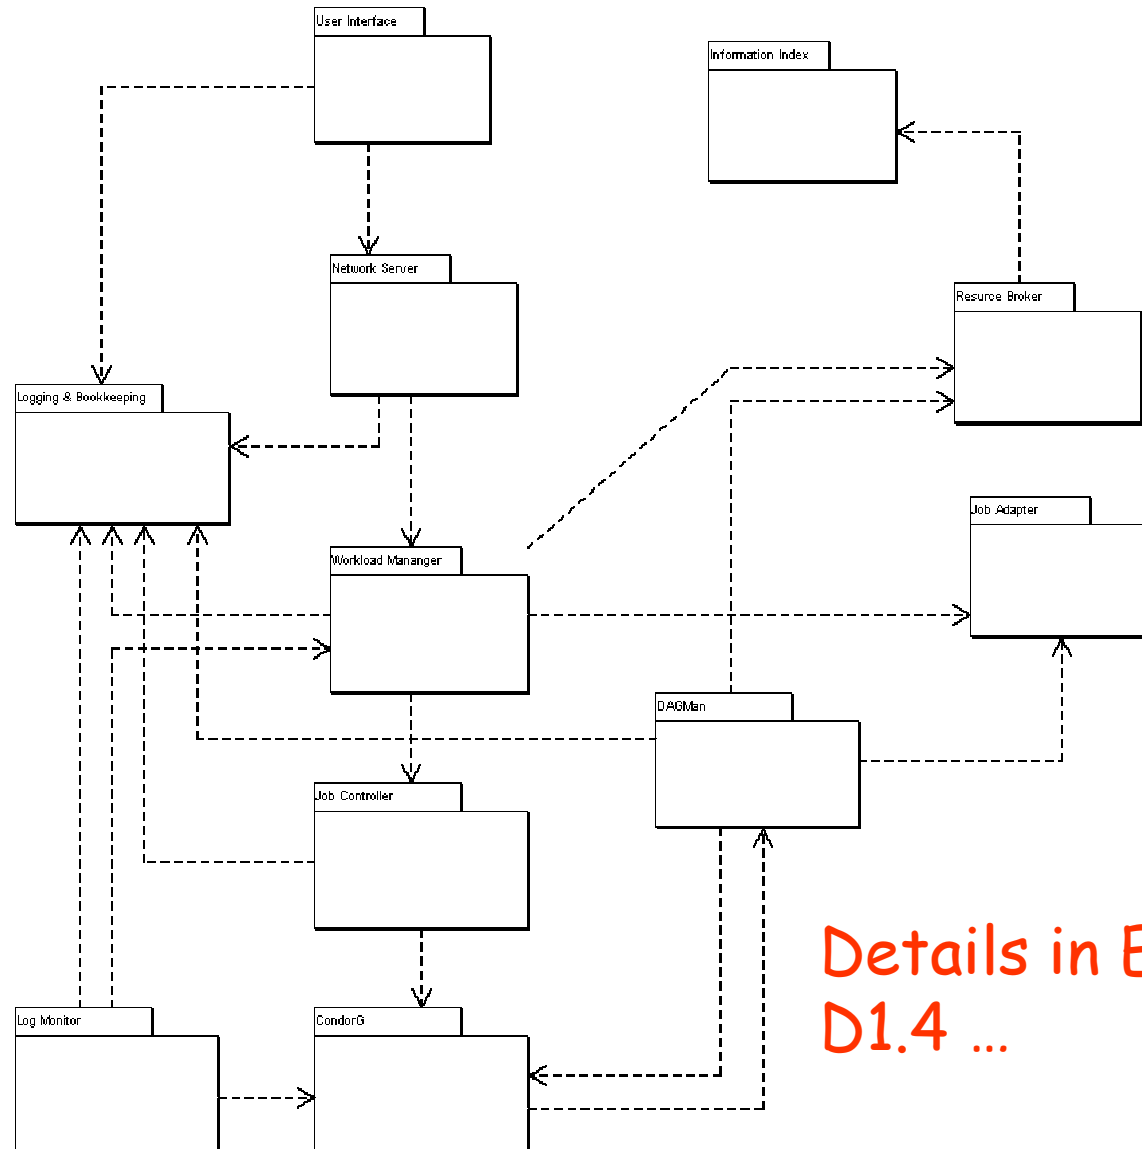 User Interface
Information Index
Network Server
Resurce Broker
Logging & Bookkeeping
Job Adapter
Workload Mananger
DAGMan
Job Controller
Details in
D1.4 ...
Log Monitor
CondorG